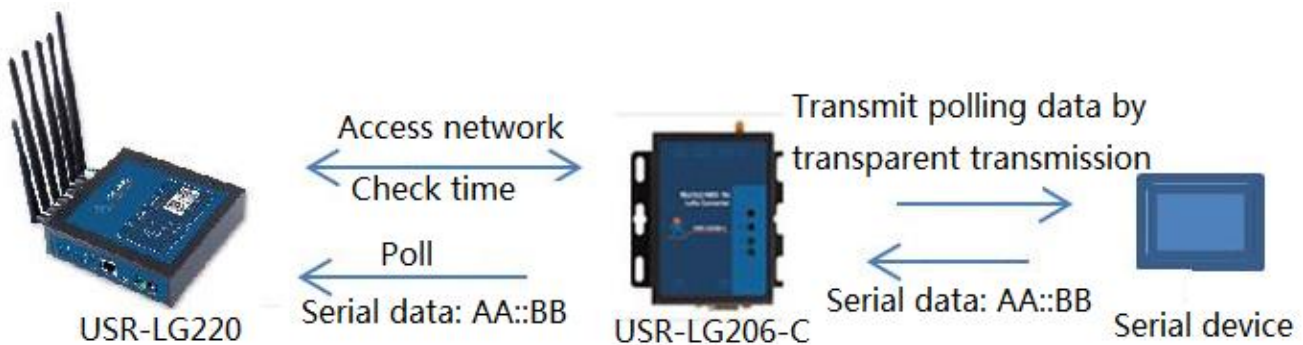 Access network
Check time
Poll
Serial data: AA::BB
USR-LG220
Transmit polling data by
transparent transmission
Serial data: AA::BB
USR-LG206-C
Serial device